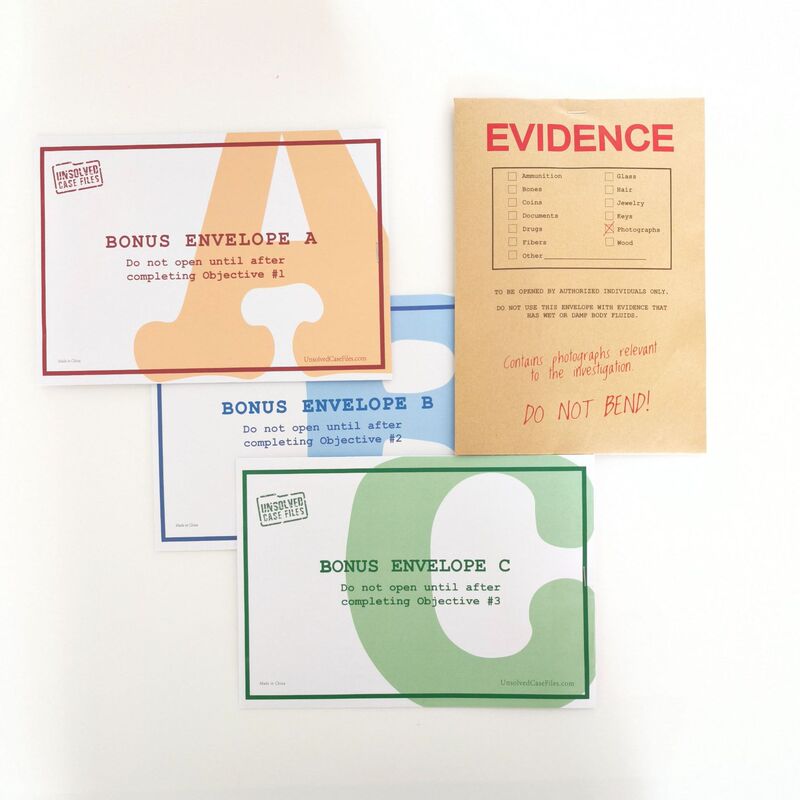 UNSOLVED
CASE FILES
BONUS ENVELOPE A
Do not open until after
completing Objective #1
Made in China
UnsolvedCaseFiles.com
EVIDENCE
Ammunition
Bones
Coins
Documents
Drugs
Fibers
Other
Glass
Hair
Jewelry
Keys
Photographs
Wood
TO BE OPENED BY AUTHORIZED INDIVIDUALS ONLY.
DO NOT USE THIS ENVELOPE WITH EVIDENCE THAT
HAS WET OR DAMP BODY FLUIDS.
Contains photographs relevant
to the investigation.
DO NOT BEND!
BONUS ENVELOPE B
Do not open until after
completing Objective #2
Made in China
UNSOLVED
CASE FILES
BONUS ENVELOPE C
Do not open until after
completing Objective #3
Made in China
UnsolvedCaseFiles.com